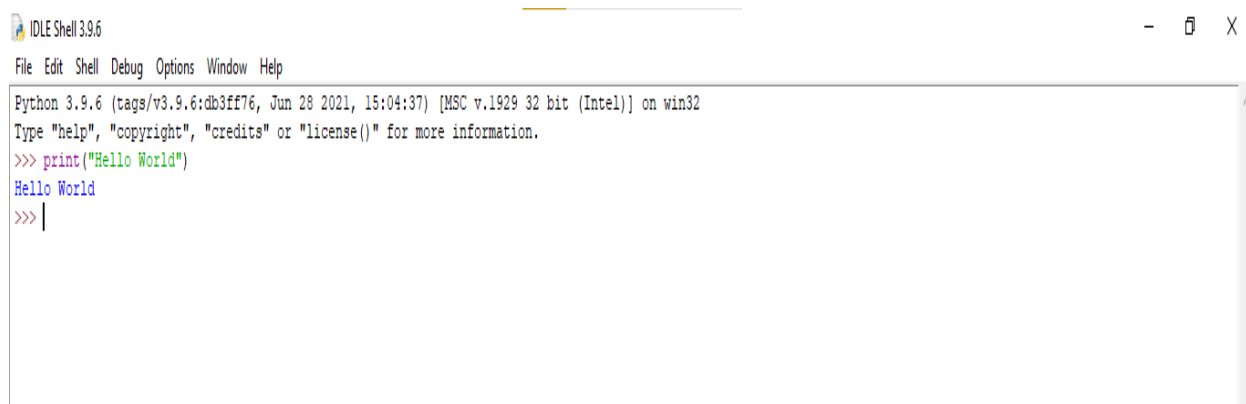 IDLE Shell 3.9.6
File Edit Shell Debug Options Window Help
Python 3.9.6 (tags/v3.9.6:db3ff76, Jun 28 2021, 15:04:37) [MSC v.1929 32 bit (Intel)] on win32
Type "help", "copyright", "credits" or "license()" for more information.
>>> print("Hello World")
Hello World
>>>